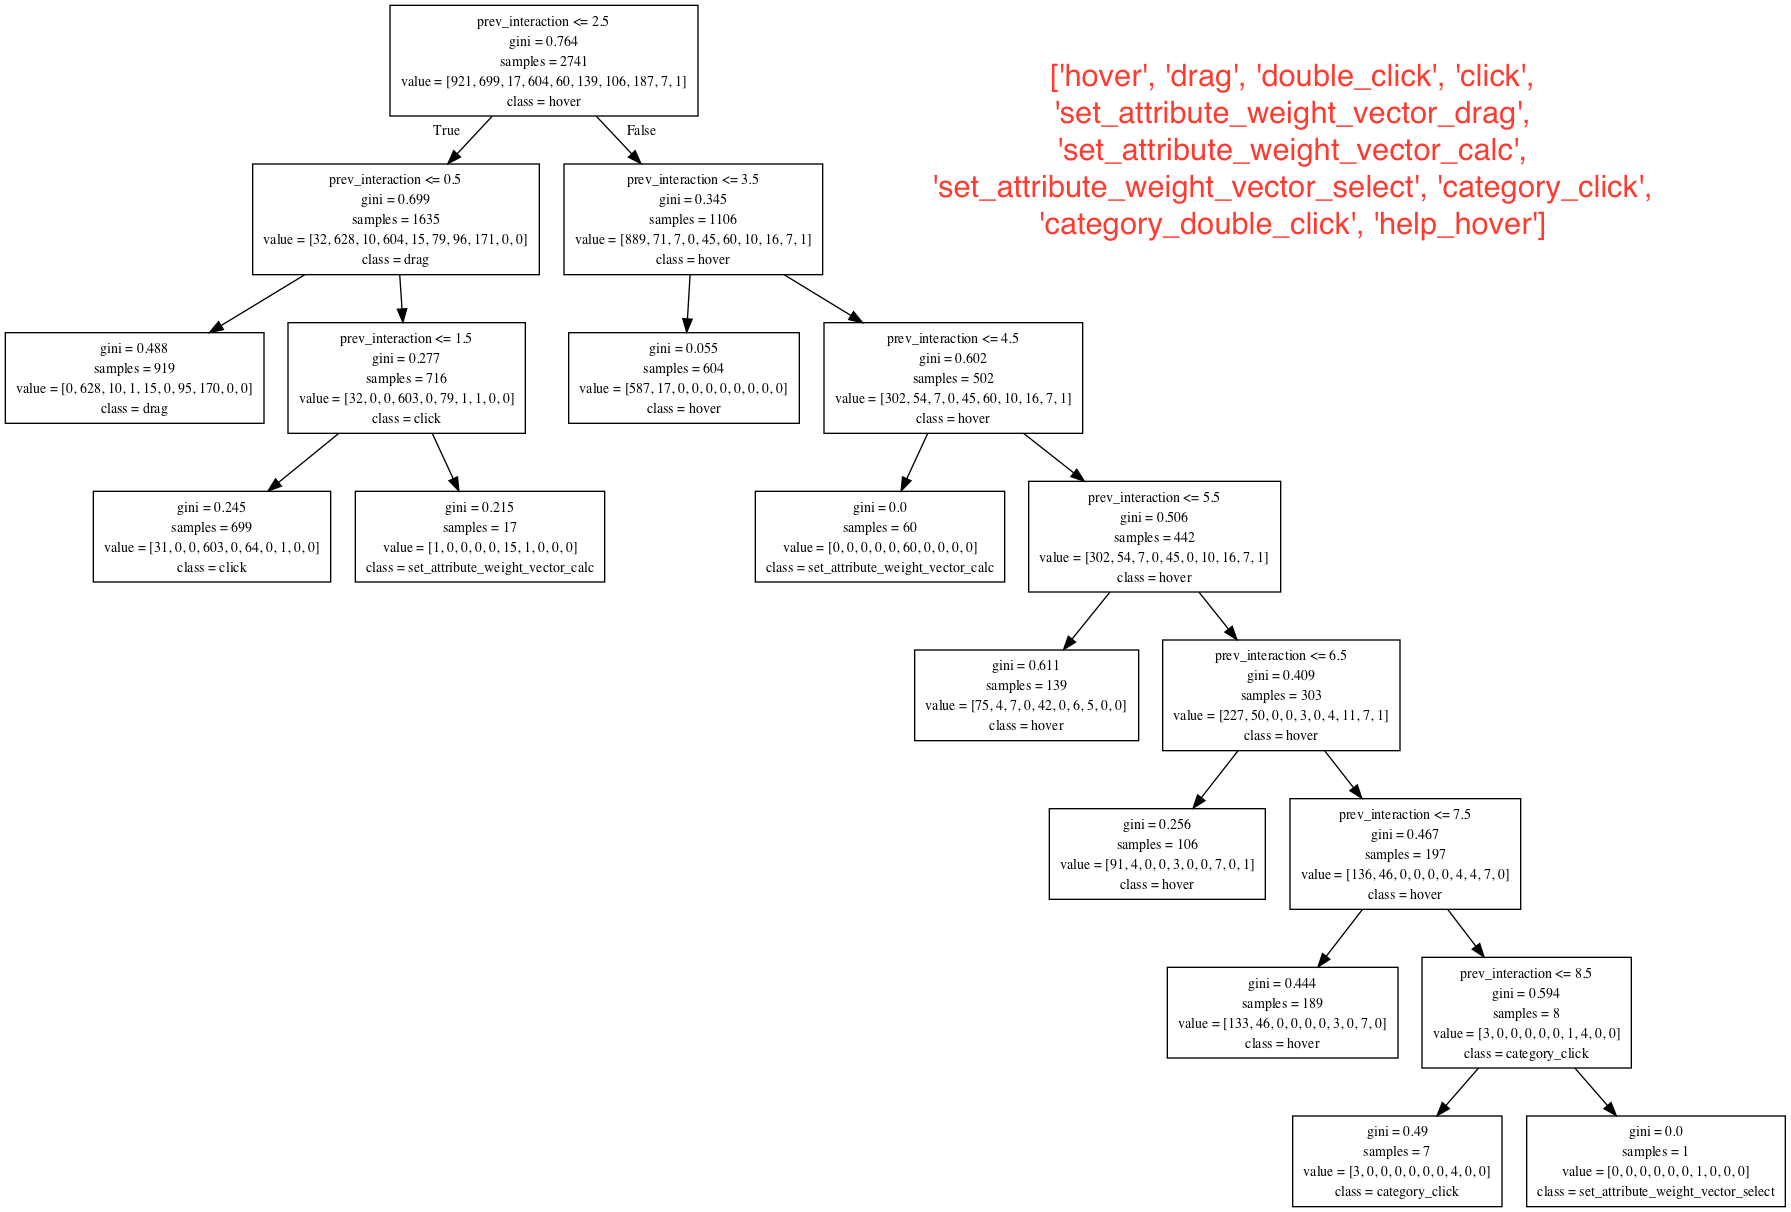 prev_interaction <= 2.5
gini = 0.764
samples = 2741
value = [921, 699, 17, 604, 60, 139, 106, 187, 7, 1]
class = hover
['hover', 'drag', 'double_click', 'click',
'set_attribute_weight_vector_drag',
'set_attribute_weight_vector_calc',
'set_attribute_weight_vector_select', 'category_click',
'category_double_click', 'help_hover']
True
False
prev_interaction <= 0.5
gini = 0.699
samples = 1635
value = [32, 628, 10, 604, 15, 79, 96, 171, 0, 0]
class = drag
prev_interaction <= 3.5
gini = 0.345
samples = 1106
value = [889, 71, 7, 0, 45, 60, 10, 16, 7, 1]
class = hover
gini = 0.488
samples = 919
value = [0, 628, 10, 1, 15, 0, 95, 170, 0, 0]
class = drag
prev_interaction <= 1.5
gini = 0.277
samples = 716
value = [32, 0, 0, 603, 0, 79, 1, 1, 0, 0]
class = click
gini = 0.055
samples = 604
value = [587, 17, 0, 0, 0, 0, 0, 0, 0, 0]
class = hover
prev_interaction <= 4.5
gini = 0.602
samples = 502
value = [302, 54, 7, 0, 45, 60, 10, 16, 7, 1]
class = hover
gini = 0.245
samples = 699
value = [31, 0, 0, 603, 0, 64, 0, 1, 0, 0]
class = click
gini = 0.215
samples = 17
value = [1, 0, 0, 0, 0, 15, 1, 0, 0, 0]
class = set_attribute_weight_vector_calc
gini = 0.0
samples = 60
value = [0, 0, 0, 0, 0, 60, 0, 0, 0, 0]
class = set_attribute_weight_vector_calc
prev_interaction <= 5.5
gini = 0.506
samples = 442
value = [302, 54, 7, 0, 45, 0, 10, 16, 7, 1]
class = hover
gini = 0.611
samples = 139
value = [75, 4, 7, 0, 42, 0, 6, 5, 0, 0]
class = hover
prev_interaction <= 6.5
gini = 0.409
samples = 303
value = [227, 50, 0, 0, 3, 0, 4, 11, 7, 1]
class = hover
gini = 0.256
samples = 106
value = [91, 4, 0, 0, 3, 0, 0, 7, 0, 1]
class = hover
prev_interaction <= 7.5
gini = 0.467
samples = 197
value = [136, 46, 0, 0, 0, 0, 4, 4, 7, 0]
class = hover
gini = 0.444
samples = 189
value = [133, 46, 0, 0, 0, 0, 3, 0, 7, 0]
class = hover
prev_interaction <= 8.5
gini = 0.594
samples = 8
value = [3, 0, 0, 0, 0, 0, 1, 4, 0, 0]
class = category_click
gini = 0.49
samples = 7
value = [3, 0, 0, 0, 0, 0, 0, 4, 0, 0]
class = category_click
gini = 0.0
samples = 1
value = [0, 0, 0, 0, 0, 0, 1, 0, 0, 0]
class = set_attribute_weight_vector_select